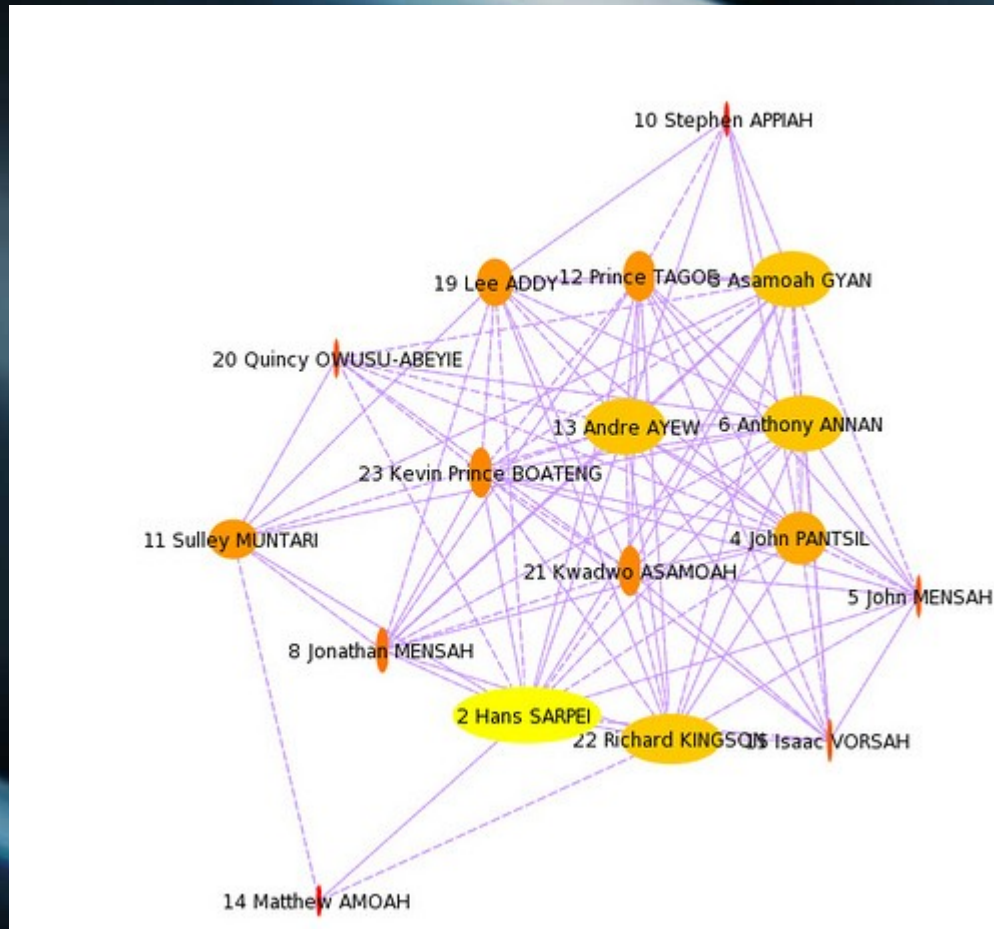 10 Stephen APPIAH
19 Lee ADDY
12 Prince TAGOE
3 Asamoah GYAN
20 Quincy OWUSU-ABEYIE
13 Andre AYEW
6 Anthony ANNAN
23 Kevin Prince BOATENG
11 Sulley MUNTARI
4 John PANTSIL
21 Kwadwo ASAMOAH
5 John MENSAH
8 Jonathan MENSAH
2 Hans SARPEI
22 Richard KINGSON
15 Isaac VORSAH
14 Matthew AMOAH